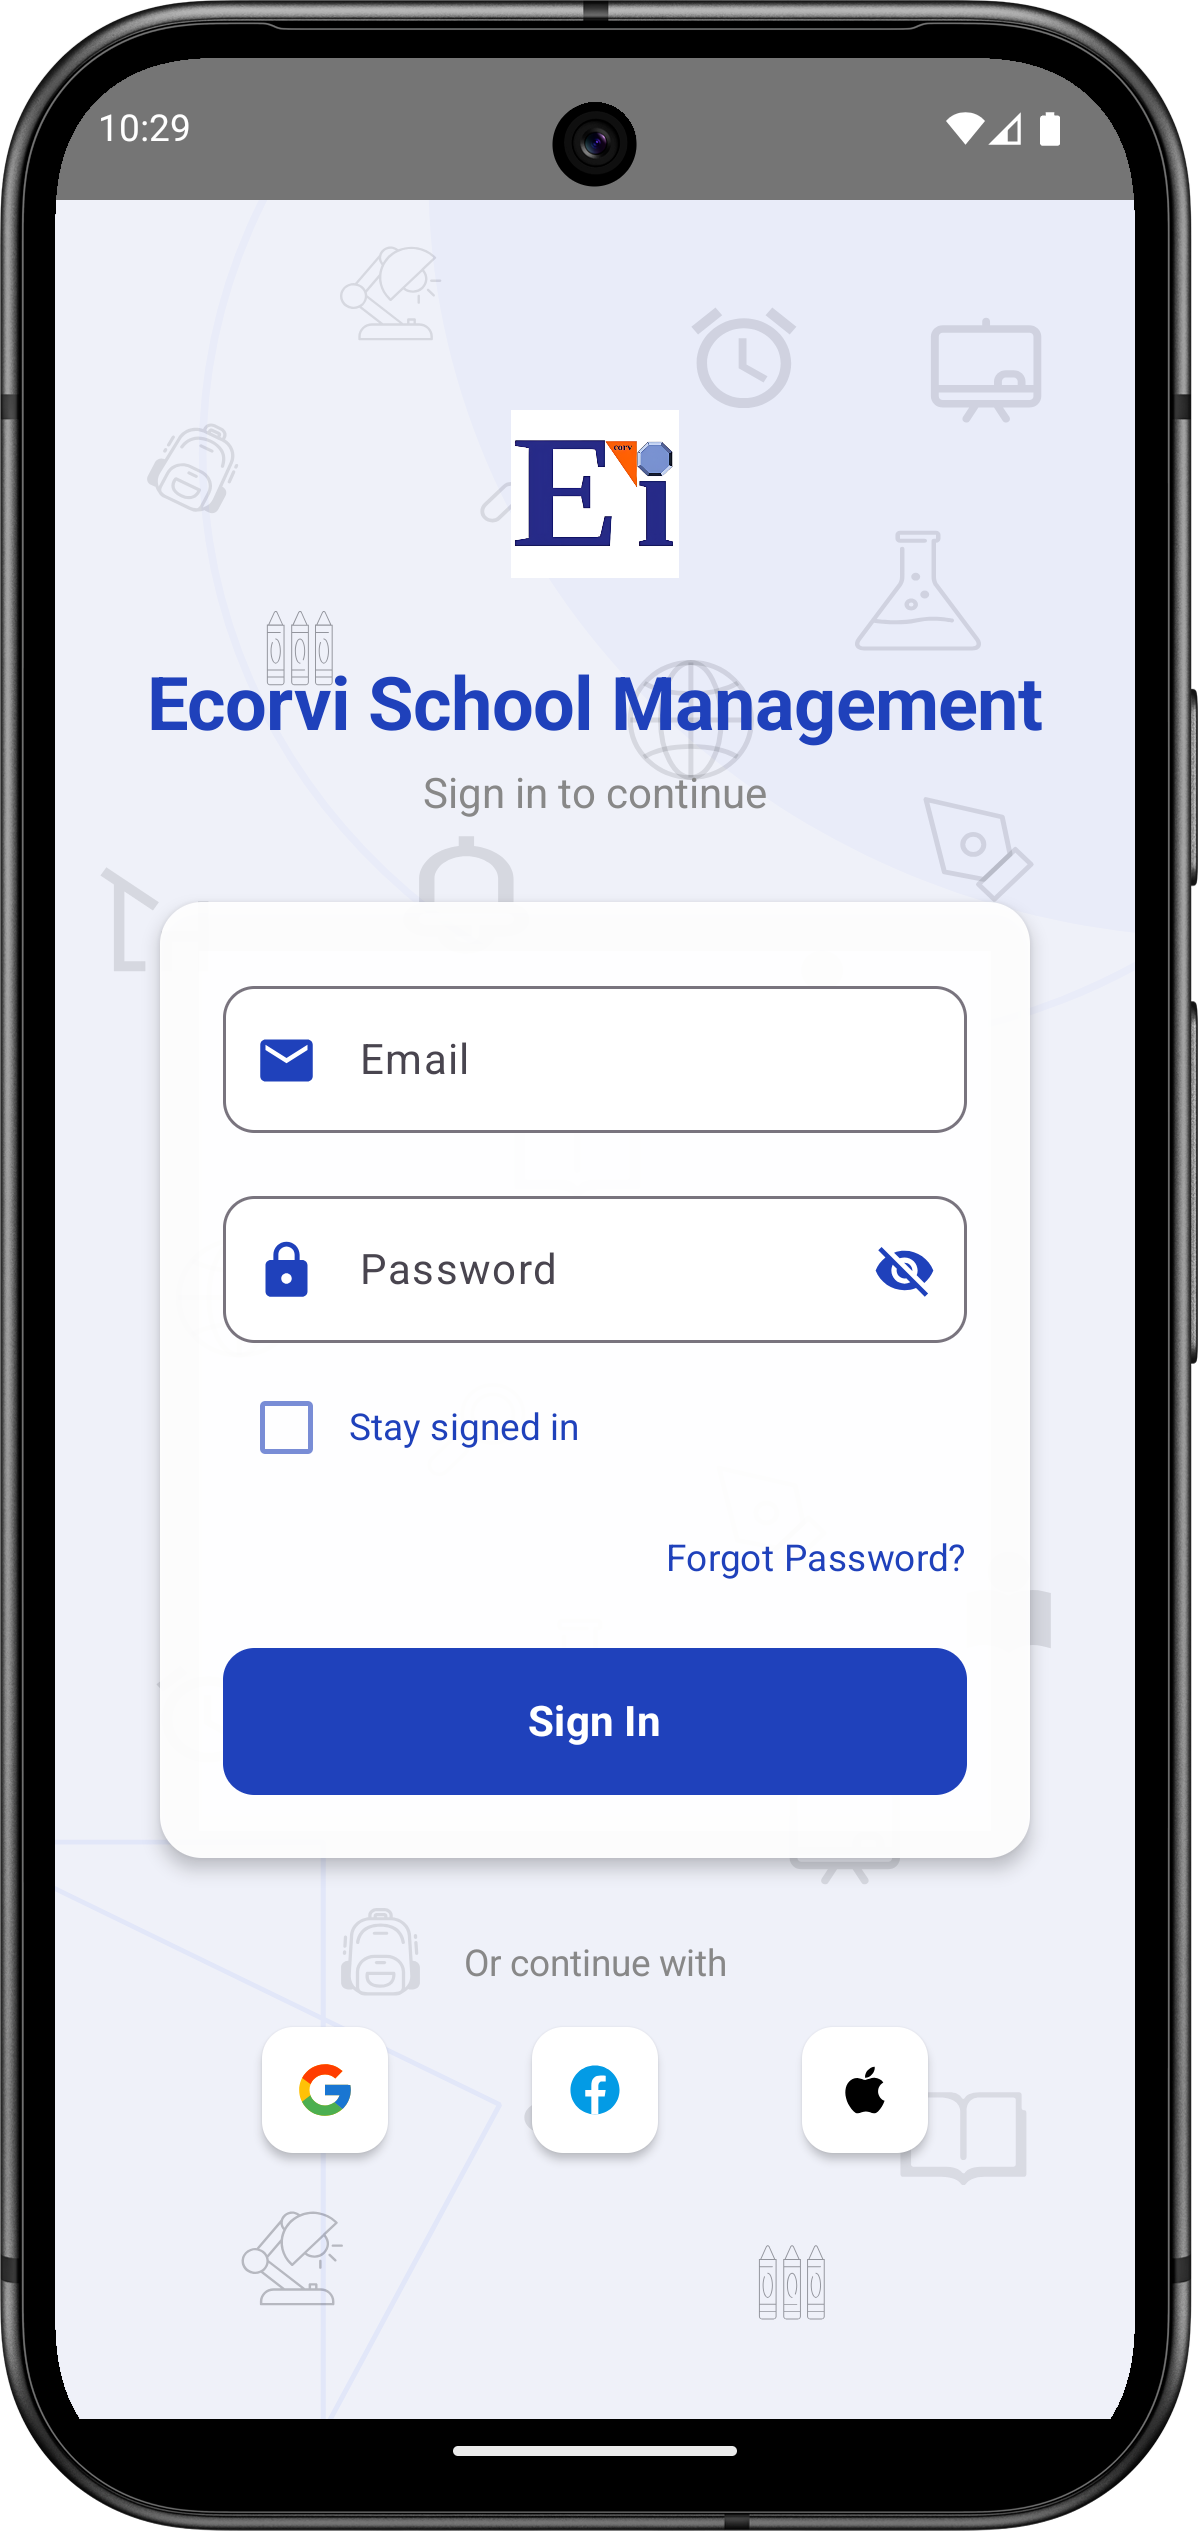 10:29
corv
Ei
Ecorvi School Management
Sign in to continue
Email
Password
Stay signed in
Forgot Password?
Sign In
Or continue with